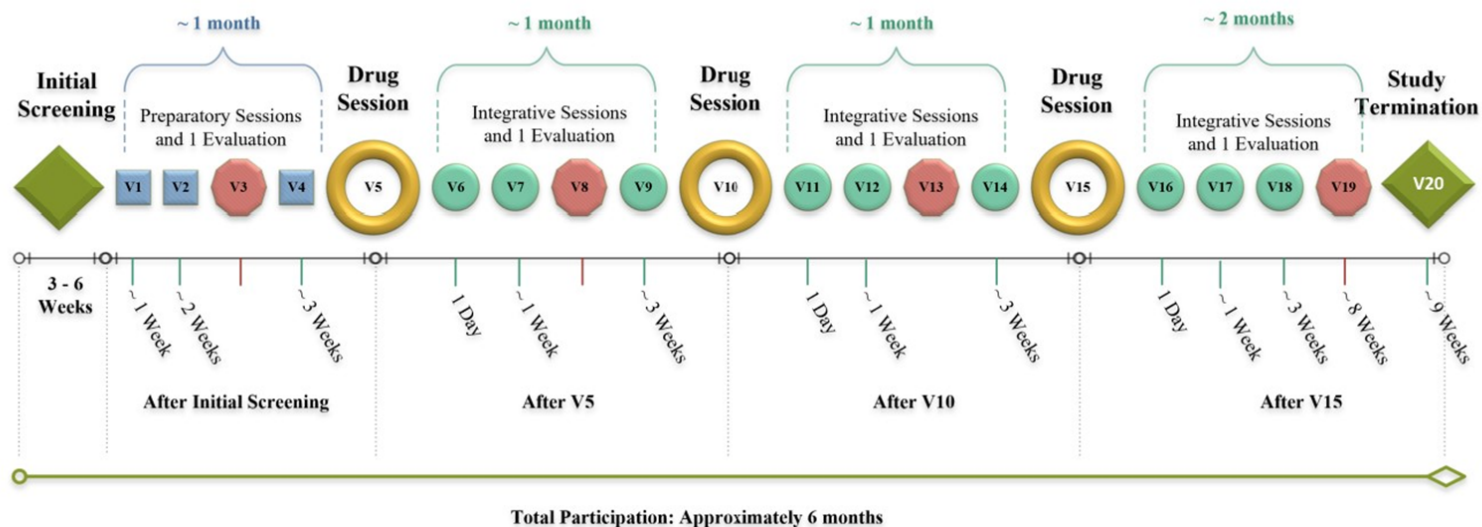 ~ 1 month
~ 1 month
~ 1 month
~ 2 months
Initial
Screening
Preparatory Sessions
and 1 Evaluation
Drug
Session
Integrative Sessions
and 1 Evaluation
Drug
Session
Integrative Sessions
and 1 Evaluation
Drug
Session
Integrative Sessions
and 1 Evaluation
Study
Termination
V1 V2 V3 V4 V5 V6 V7 V8 V9 V10 V11 V12 V13 V14 V15 V16 V17 V18 V19 V20
3 - 6
Weeks
~ 1 Week
~ 2 Weeks
~ 3 Weeks
1 Day
~ 1 Week
~ 3 Weeks
1 Day
~ 1 Week
~ 3 Weeks
1 Day
~ 1 Week
~ 3 Weeks
~ 8 Weeks
~ 9 Weeks
After Initial Screening
After V5
After V10
After V15
Total Participation: Approximately 6 months